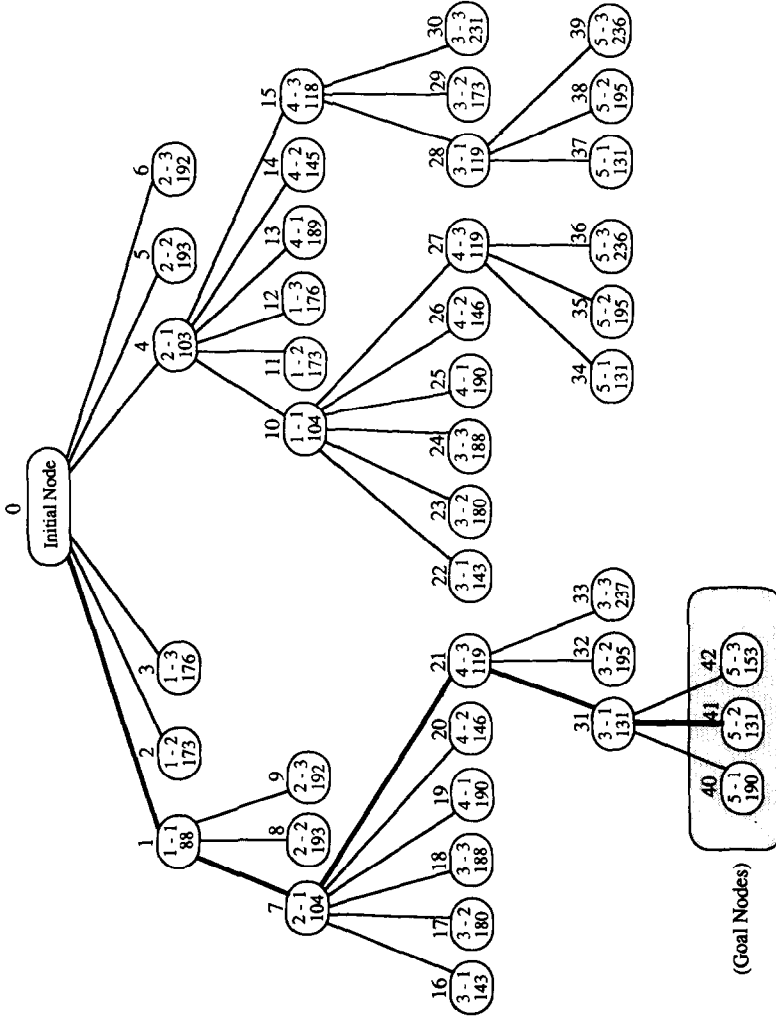 0
Initial Node
1
1 - 1
88
2
1 - 2
173
3
1 - 3
176
4
2 - 1
103
5
2 - 2
193
6
2 - 3
192
7
2 - 1
104
8
2 - 2
193
9
2 - 3
192
10
1 - 1
104
11
1 - 2
173
12
1 - 3
176
13
4 - 1
189
14
4 - 2
145
15
4 - 3
118
16
3 - 1
143
17
3 - 2
180
18
3 - 3
188
19
4 - 1
190
20
4 - 2
146
21
4 - 3
119
22
3 - 1
143
23
3 - 2
180
24
3 - 3
188
25
4 - 1
190
26
4 - 2
146
27
4 - 3
119
28
3 - 1
119
29
3 - 2
173
30
3 - 3
231
31
3 - 1
131
32
3 - 2
195
33
3 - 3
237
34
5 - 1
131
35
5 - 2
195
36
5 - 3
236
37
5 - 1
131
38
5 - 2
195
39
5 - 3
236
40
5 - 1
190
41
5 - 2
131
42
5 - 3
153
(Goal Nodes)